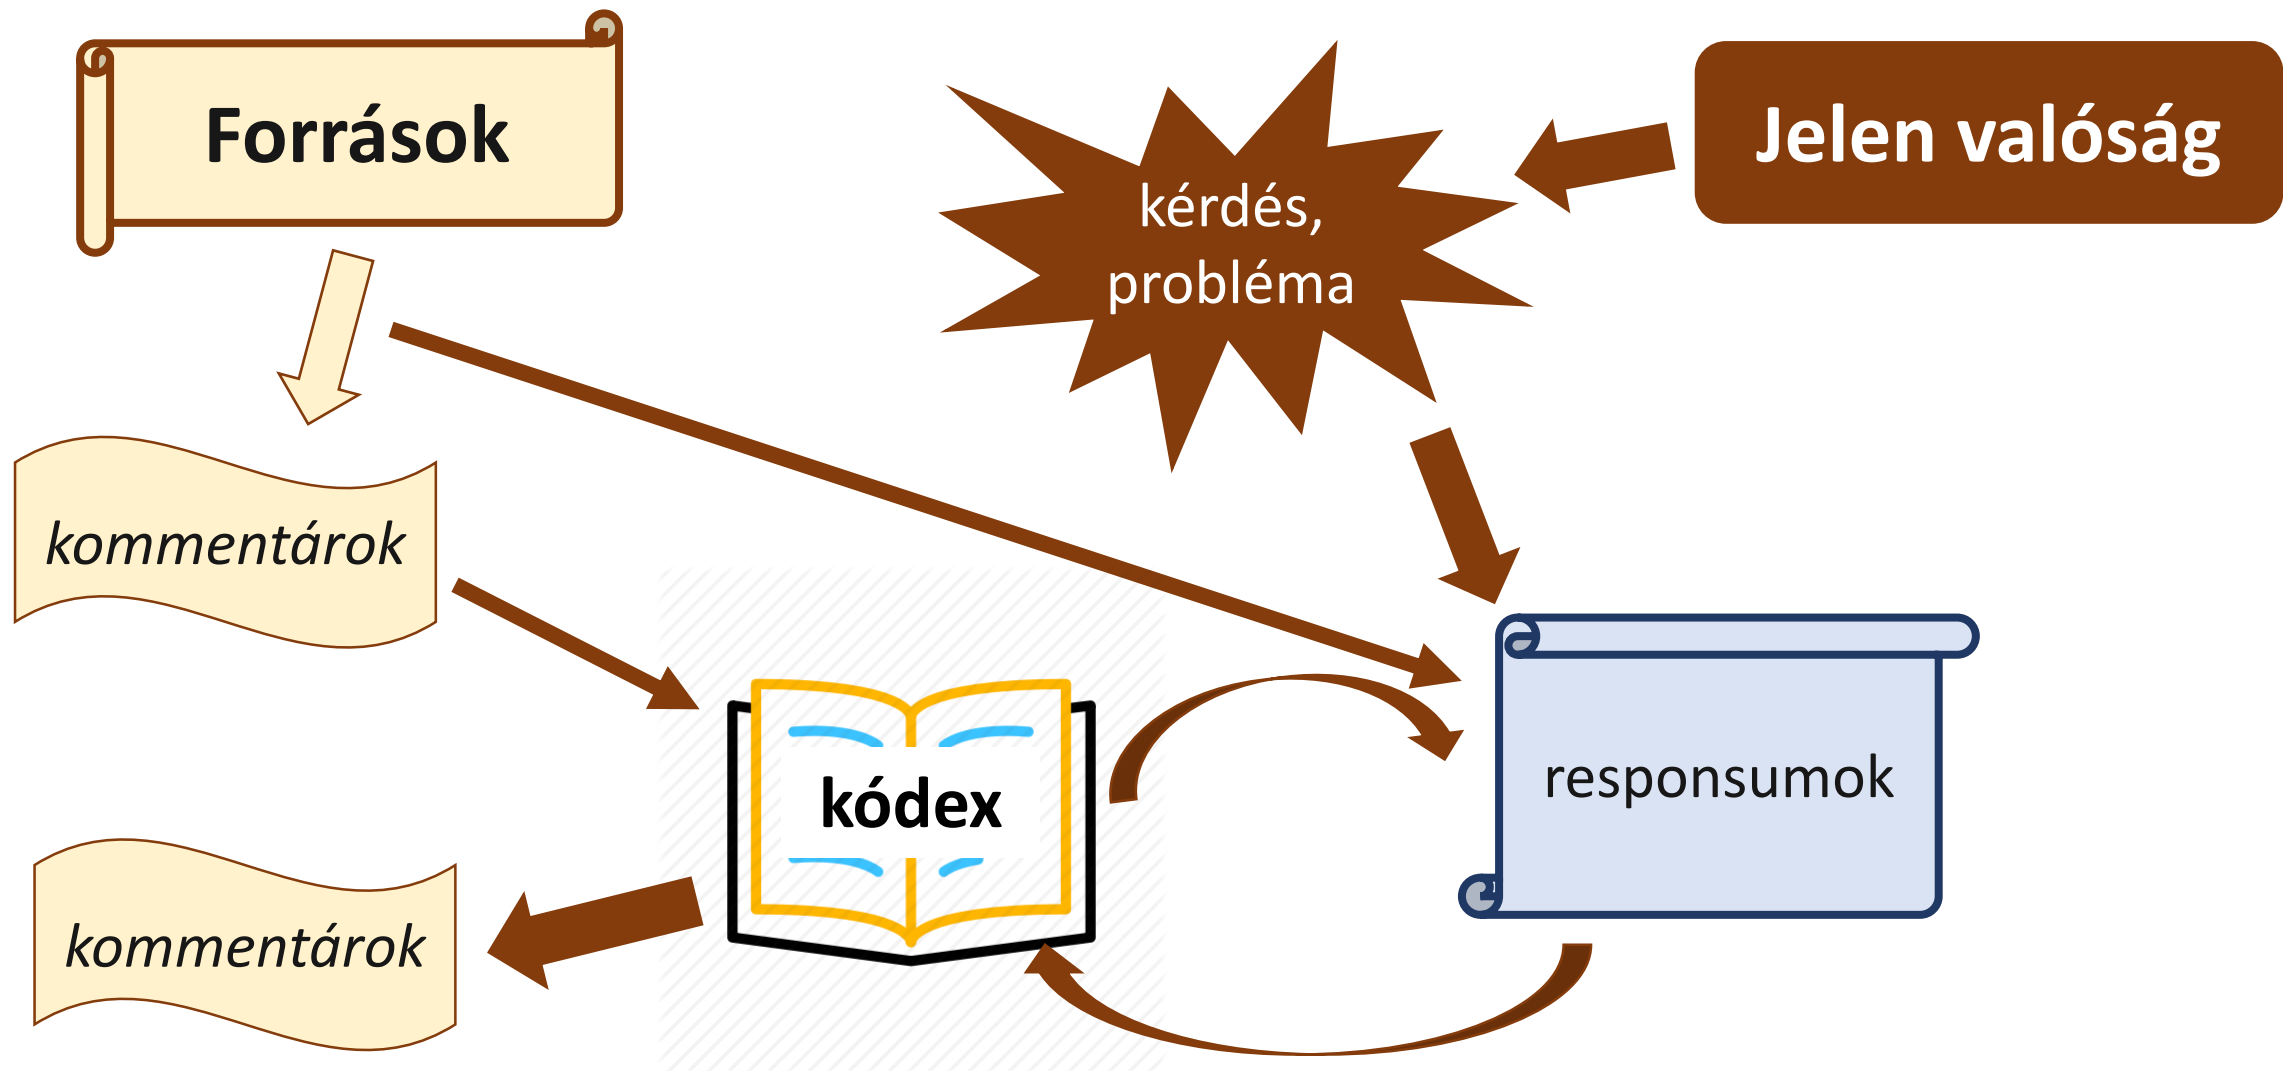 Források
Jelen valóság
kérdés,
probléma
kommentárok
kódex
responsumok
kommentárok